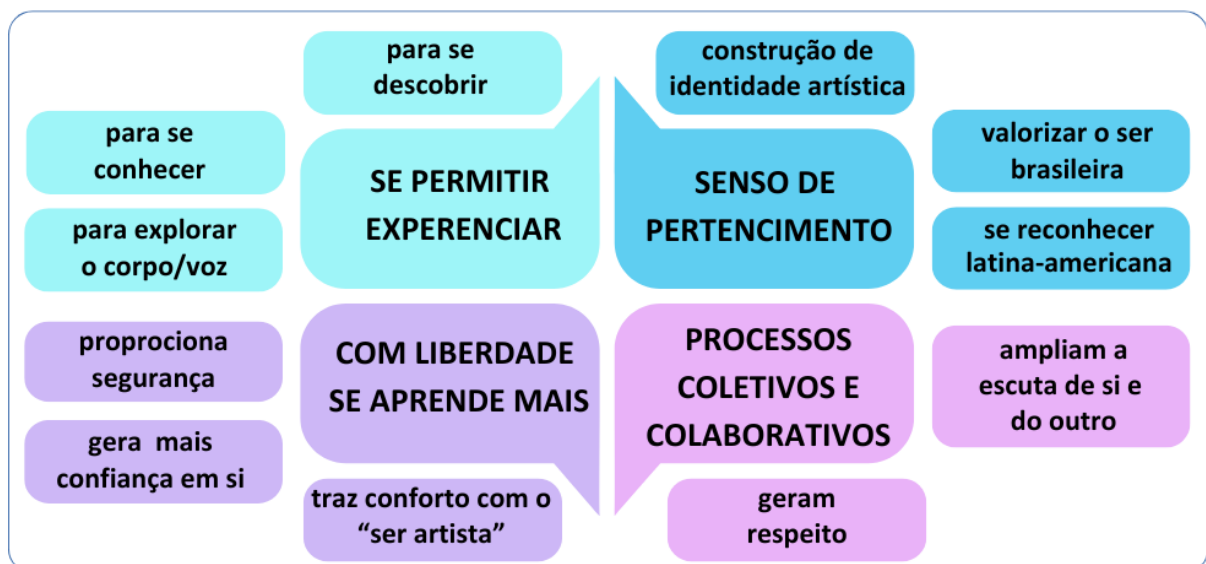 para se
descobrir
para se
conhecer
para explorar
o corpo/voz
SE PERMITIR
EXPERENCIAR
construção de
identidade artística
SENSO DE
PERTENCIMENTO
valorizar o ser
brasileira
se reconhecer
latina-americana
proprociona
segurança
gera mais
confiança em si
COM LIBERDADE
SE APRENDE MAIS
traz conforto com o
“ser artista”
PROCESSOS
COLETIVOS E
COLABORATIVOS
ampliam a
escuta de si e
do outro
geram
respeito